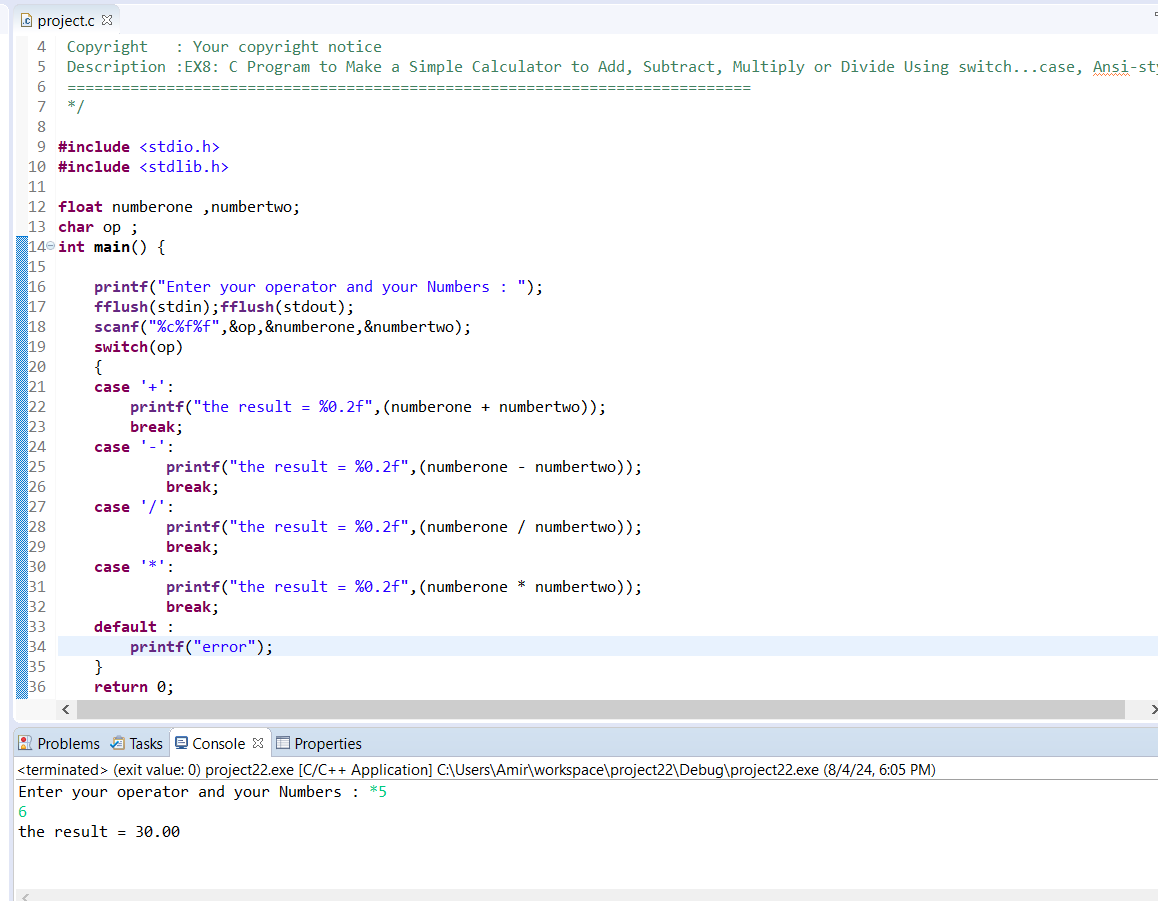 project.c
4 Copyright   : Your copyright notice
5 Description :EX8: C Program to Make a Simple Calculator to Add, Subtract, Multiply or Divide Using switch...case, Ansi-sty
6 ============================================================================
7 */
8
9 #include <stdio.h>
10 #include <stdlib.h>
11
12 float numberone ,numbertwo;
13 char op ;
14 int main() {
15
16     printf("Enter your operator and your Numbers : ");
17     fflush(stdin);fflush(stdout);
18     scanf("%c%f%f",&op,&numberone,&numbertwo);
19     switch(op)
20     {
21     case '+':
22         printf("the result = %0.2f",(numberone + numbertwo));
23         break;
24     case '-':
25             printf("the result = %0.2f",(numberone - numbertwo));
26             break;
27     case '/':
28             printf("the result = %0.2f",(numberone / numbertwo));
29             break;
30     case '*':
31             printf("the result = %0.2f",(numberone * numbertwo));
32             break;
33     default :
34         printf("error");
35     }
36     return 0;
Problems Tasks Console Properties
<terminated> (exit value: 0) project22.exe [C/C++ Application] C:\Users\Amir\workspace\project22\Debug\project22.exe (8/4/24, 6:05 PM)
Enter your operator and your Numbers : *5
6
the result = 30.00